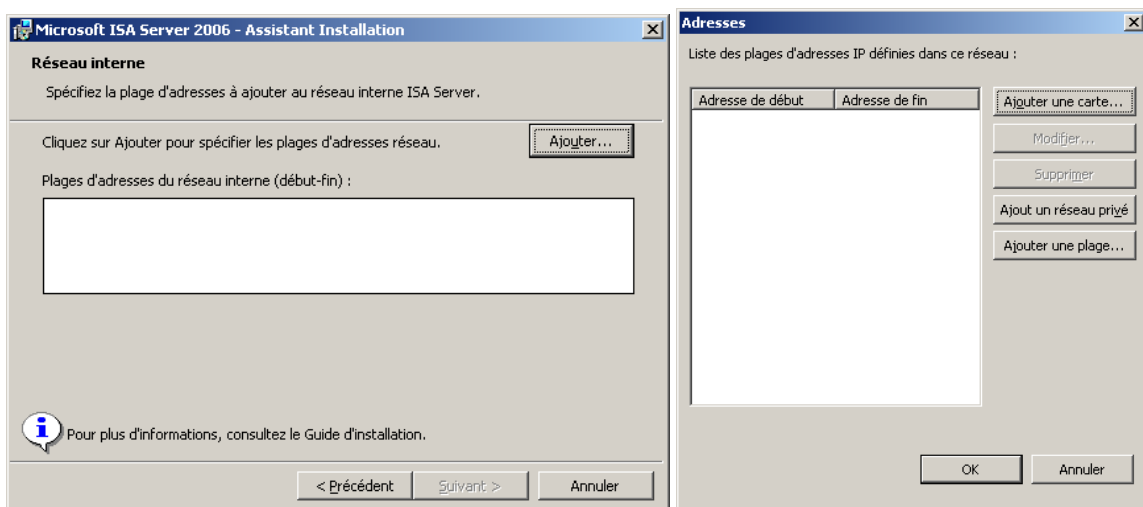 Microsoft ISA Server 2006 - Assistant Installation
Réseau interne
Spécifiez la plage d'adresses à ajouter au réseau interne ISA Server.
Cliquez sur Ajouter pour spécifier les plages d'adresses réseau.
Ajouter...
Plages d'adresses du réseau interne (début-fin) :
Pour plus d'informations, consultez le Guide d'installation.
< Précédent
Suivant >
Annuler
Adresses
Liste des plages d'adresses IP définies dans ce réseau :
Adresse de début
Adresse de fin
Ajouter une carte...
Modifier...
Supprimer
Ajout un réseau privé
Ajouter une plage...
OK
Annuler